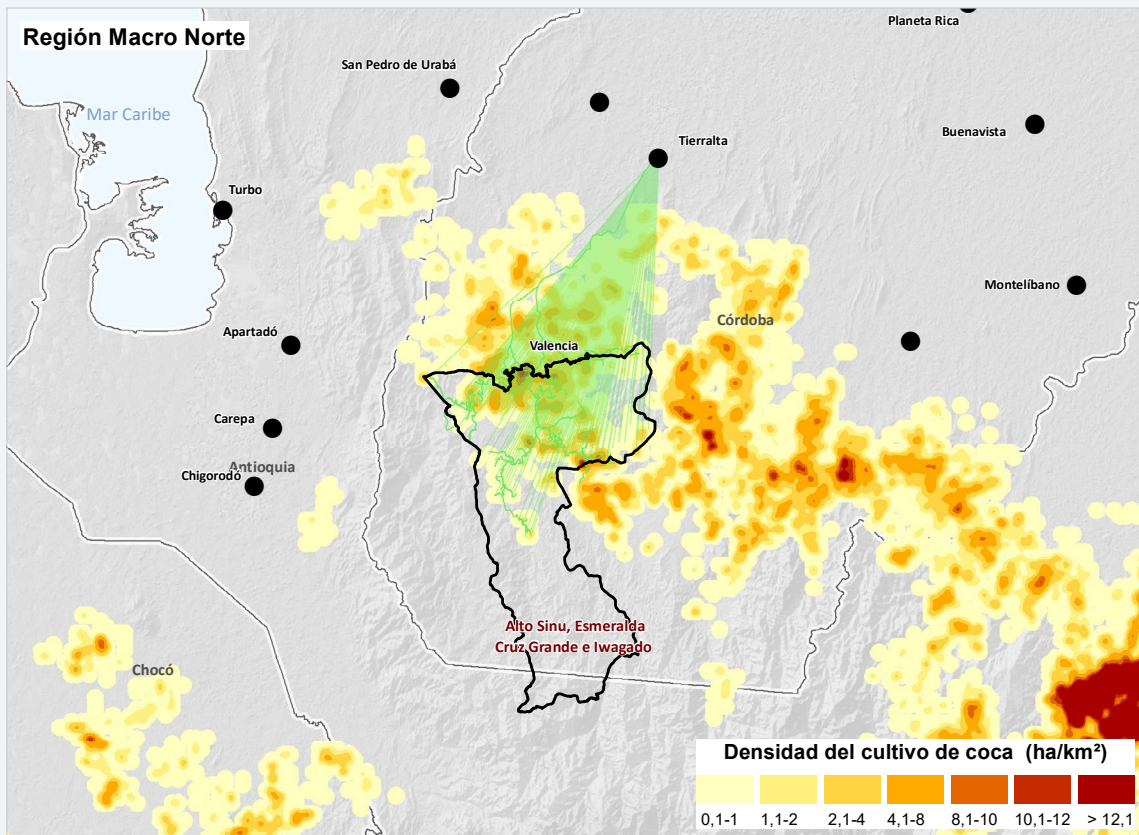 Planeta Rica
Región Macro Norte
San Pedro de Urabá
Mar Caribe
Buenavista
Tierralta
Turbo
Montelíbano
Córdoba
Apartadó
Valencia
Carepa
Antioquia
Chigorodó
Alto Sinu, Esmeralda
Cruz Grande e Iwagado
Chocó
Densidad del cultivo de coca (ha/km²)
0,1-1 1,1-2 2,1-4 4,1-8 8,1-10 10,1-12 > 12,1